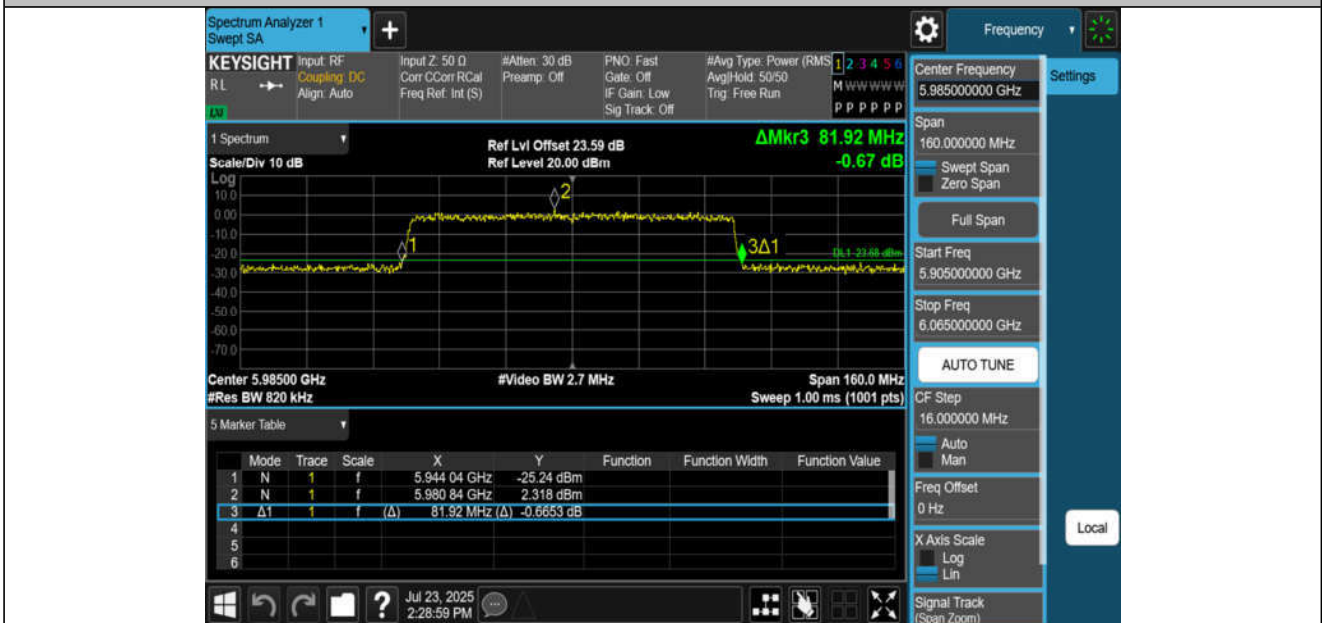 Spectrum Analyzer 1
Swept SA
+
Frequency
KEYSIGHT
RL
LXI
Input: RF
Coupling: DC
Align: Auto
Input Z: 50 Ω
Corr CCorr RCal
Freq Ref: Int (S)
#Atten: 30 dB
Preamp: Off
PNO: Fast
Gate: Off
IF Gain: Low
Sig Track: Off
#Avg Type: Power (RMS
Avg|Hold: 50/50
Trig: Free Run
1 2 3 4 5 6
M W W W W W
P P P P P P
1 Spectrum
Scale/Div 10 dB
Ref Lvl Offset 23.59 dB
Ref Level 20.00 dBm
ΔMkr3 81.92 MHz
-0.67 dB
Log
10.0
0.00
-10.0
-20.0
-30.0
-40.0
-50.0
-60.0
-70.0
1
2
3Δ1
DL1 -23.68 dBm
Center 5.98500 GHz
#Res BW 820 kHz
#Video BW 2.7 MHz
Span 160.0 MHz
Sweep 1.00 ms (1001 pts)
5 Marker Table
Mode Trace Scale X Y Function Function Width Function Value
1 N 1 f 5.944 04 GHz -25.24 dBm
2 N 1 f 5.980 84 GHz 2.318 dBm
3 Δ1 1 f (Δ) 81.92 MHz (Δ) -0.6653 dB
4
5
6
Jul 23, 2025
2:28:59 PM
?
Center Frequency
5.985000000 GHz
Settings
Span
160.000000 MHz
Swept Span
Zero Span
Full Span
Start Freq
5.905000000 GHz
Stop Freq
6.065000000 GHz
AUTO TUNE
CF Step
16.000000 MHz
Auto
Man
Freq Offset
0 Hz
X Axis Scale
Log
Lin
Local
Signal Track
(Span Zoom)